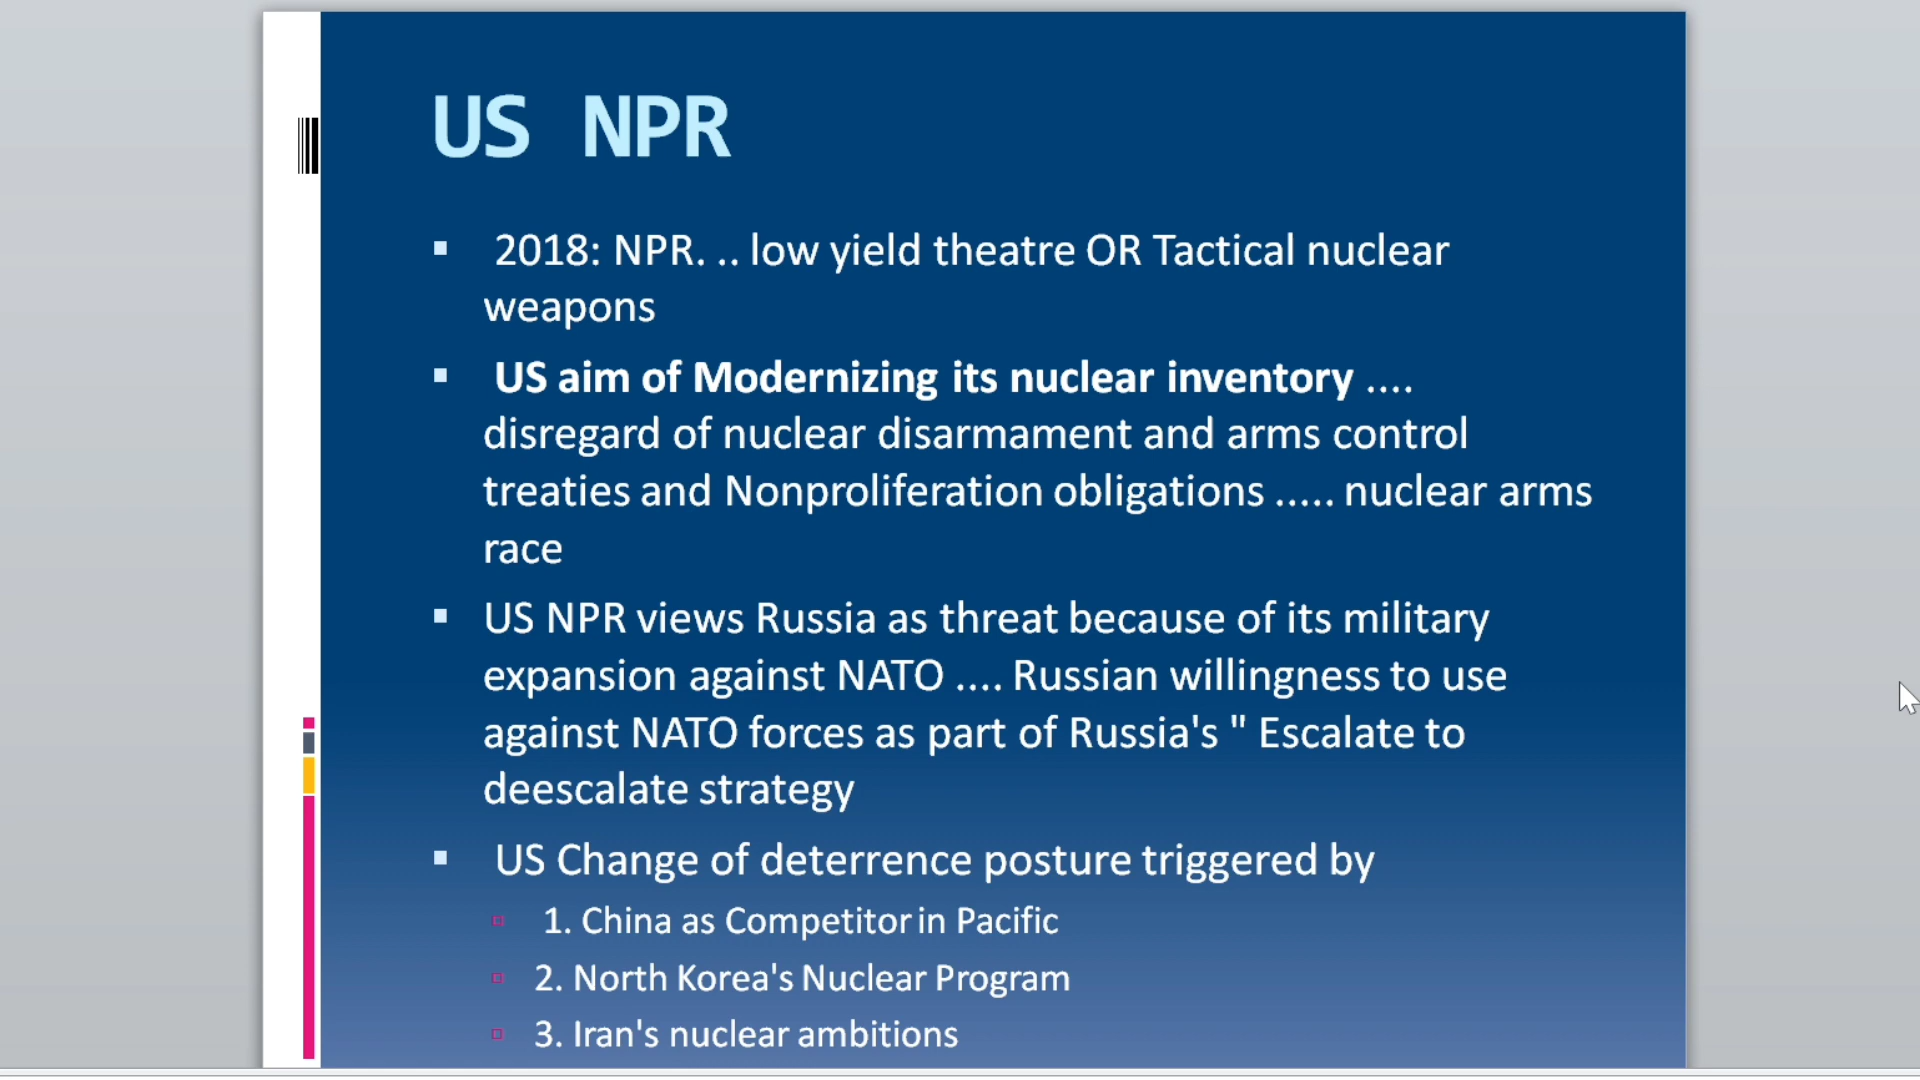 US NPR
2018: NPR. .. low yield theatre OR Tactical nuclear
weapons
US aim of Modernizing its nuclear inventory ....
disregard of nuclear disarmament and arms control
treaties and Nonproliferation obligations ..... nuclear arms
race
US NPR views Russia as threat because of its military
expansion against NATO .... Russian willingness to use
against NATO forces as part of Russia's " Escalate to
deescalate strategy
US Change of deterrence posture triggered by
1. China as Competitor in Pacific
2. North Korea's Nuclear Program
3. Iran's nuclear ambitions